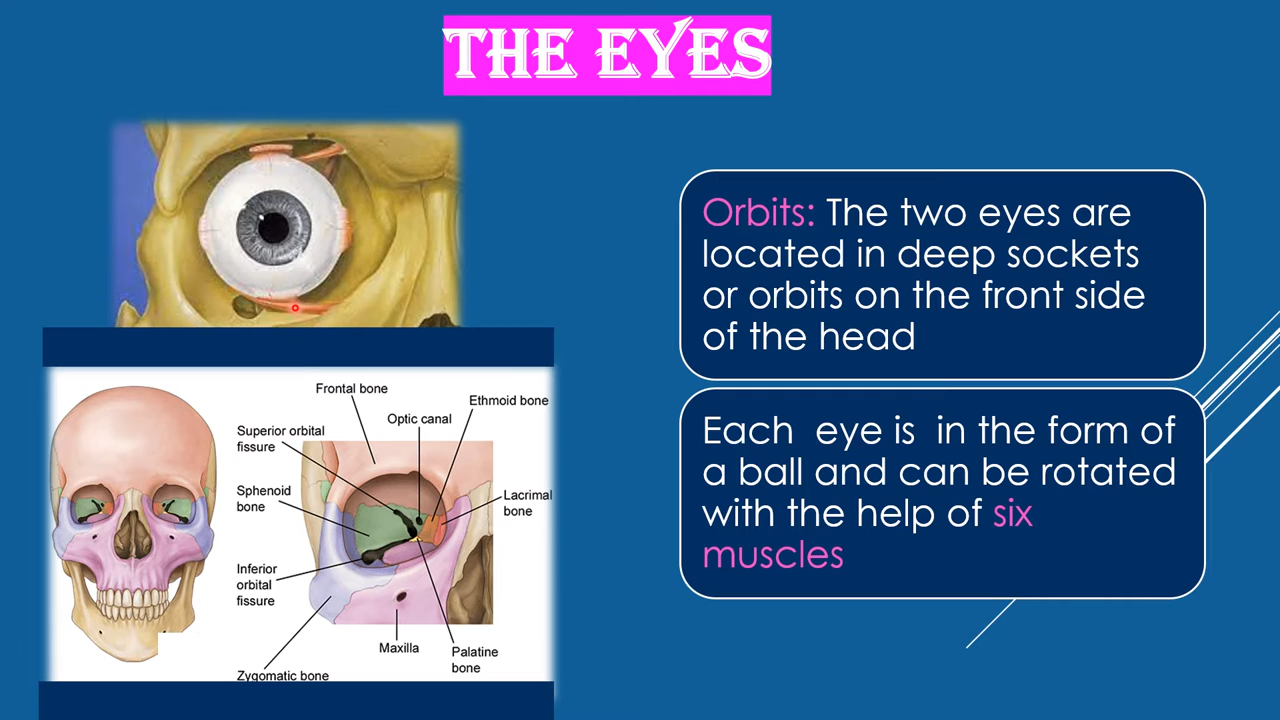 THE EYES
Orbits: The two eyes are
located in deep sockets
or orbits on the front side
of the head
Each eye is in the form of
a ball and can be rotated
with the help of six
muscles
Frontal bone
Ethmoid bone
Optic canal
Superior orbital
fissure
Sphenoid
bone
Lacrimal
bone
Inferior
orbital
fissure
Maxilla
Palatine
bone
Zygomatic bone